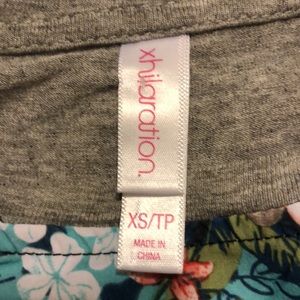 xhilaration.
XS/TP
MADE IN
CHINA